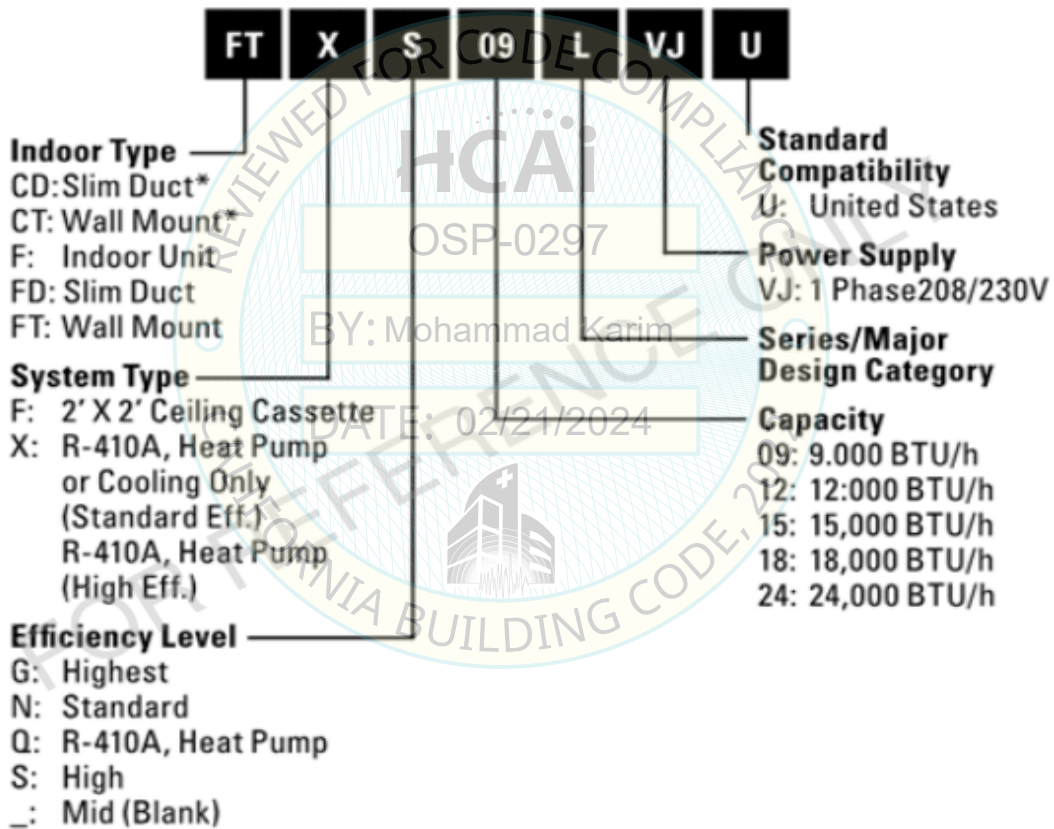 FT X S 09 L VJ U
Indoor Type
CD: Slim Duct*
CT: Wall Mount*
F: Indoor Unit
FD: Slim Duct
FT: Wall Mount
System Type
F: 2' X 2' Ceiling Cassette
X: R-410A, Heat Pump
or Cooling Only
(Standard Eff.)
R-410A, Heat Pump
(High Eff.)
Efficiency Level
G: Highest
N: Standard
Q: R-410A, Heat Pump
S: High
_: Mid (Blank)
Standard
Compatibility
U: United States
Power Supply
VJ: 1 Phase208/230V
Series/Major
Design Category
Capacity
09: 9.000 BTU/h
12: 12:000 BTU/h
15: 15,000 BTU/h
18: 18,000 BTU/h
24: 24,000 BTU/h
REVIEWED FOR CODE COMPLIANCE
HCAi
OSP-0297
BY: Mohammad Karim
DATE: 02/21/2024
CALIFORNIA BUILDING CODE, 2022
FOR REFERENCE ONLY